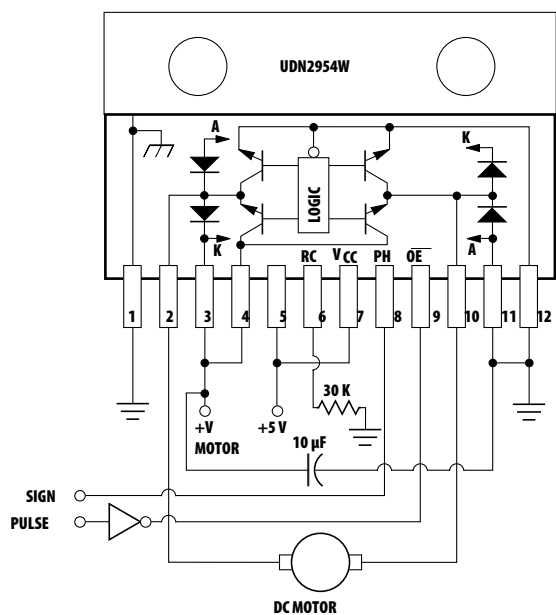 UDN2954W
A
K
LOGIC
K
A
RC
VCC
PH
OE
1
2
3
4
5
6
7
8
9
10
11
12
30 K
+V
MOTOR
+5 V
10 µF
SIGN
PULSE
DC MOTOR